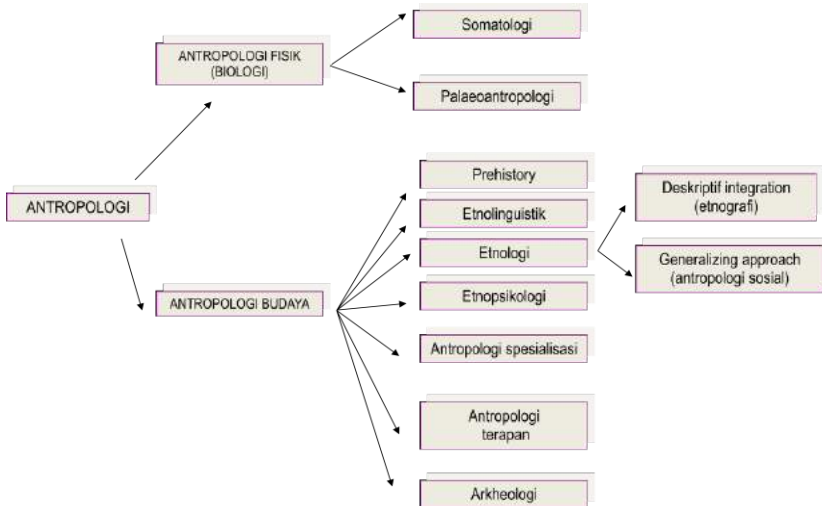 ANTROPOLOGI
ANTROPOLOGI FISIK
(BIOLOGI)
Somatologi
Palaeoantropologi
ANTROPOLOGI BUDAYA
Prehistory
Etnolinguistik
Etnologi
Deskriptif integration
(etnografi)
Generalizing approach
(antropologi sosial)
Etnopsikologi
Antropologi spesialisasi
Antropologi
terapan
Arkheologi